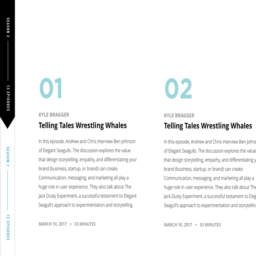 SEASON 2
12 EPISODES
SEASON 1
12 EPISODES
01
KYLE BRAGGER
Telling Tales Wrestling Whales
In this episode, Andrew and Chris interview Ben Johnson
of Elegant Seagulls. The discussion explores the value
that design storytelling, empathy, and differentiating your
brand (business, startup, or brand) can create.
Communication, messaging, and marketing all play a
huge role in user experience. They also talk about The
Jack Dusty Experiment, a successful testament to Elegant
Seagull's approach to experimentation and storytelling.
MARCH 10, 2017 • 53 MINUTES
02
KYLE BRAGGER
Telling Tales Wrestling Whales
In this episode, Andrew and Chris interview Ben
of Elegant Seagulls. The discussion explores the value
that design storytelling, empathy, and differentiating
brand (business, startup, or brand) can create
Communication, messaging, and marketing all play a
huge role in user experience. They also talk about The
Jack Dusty Experiment, a successful testament to
Seagull's approach to experimentation and
MARCH 10, 2017 • 53 MINUTES